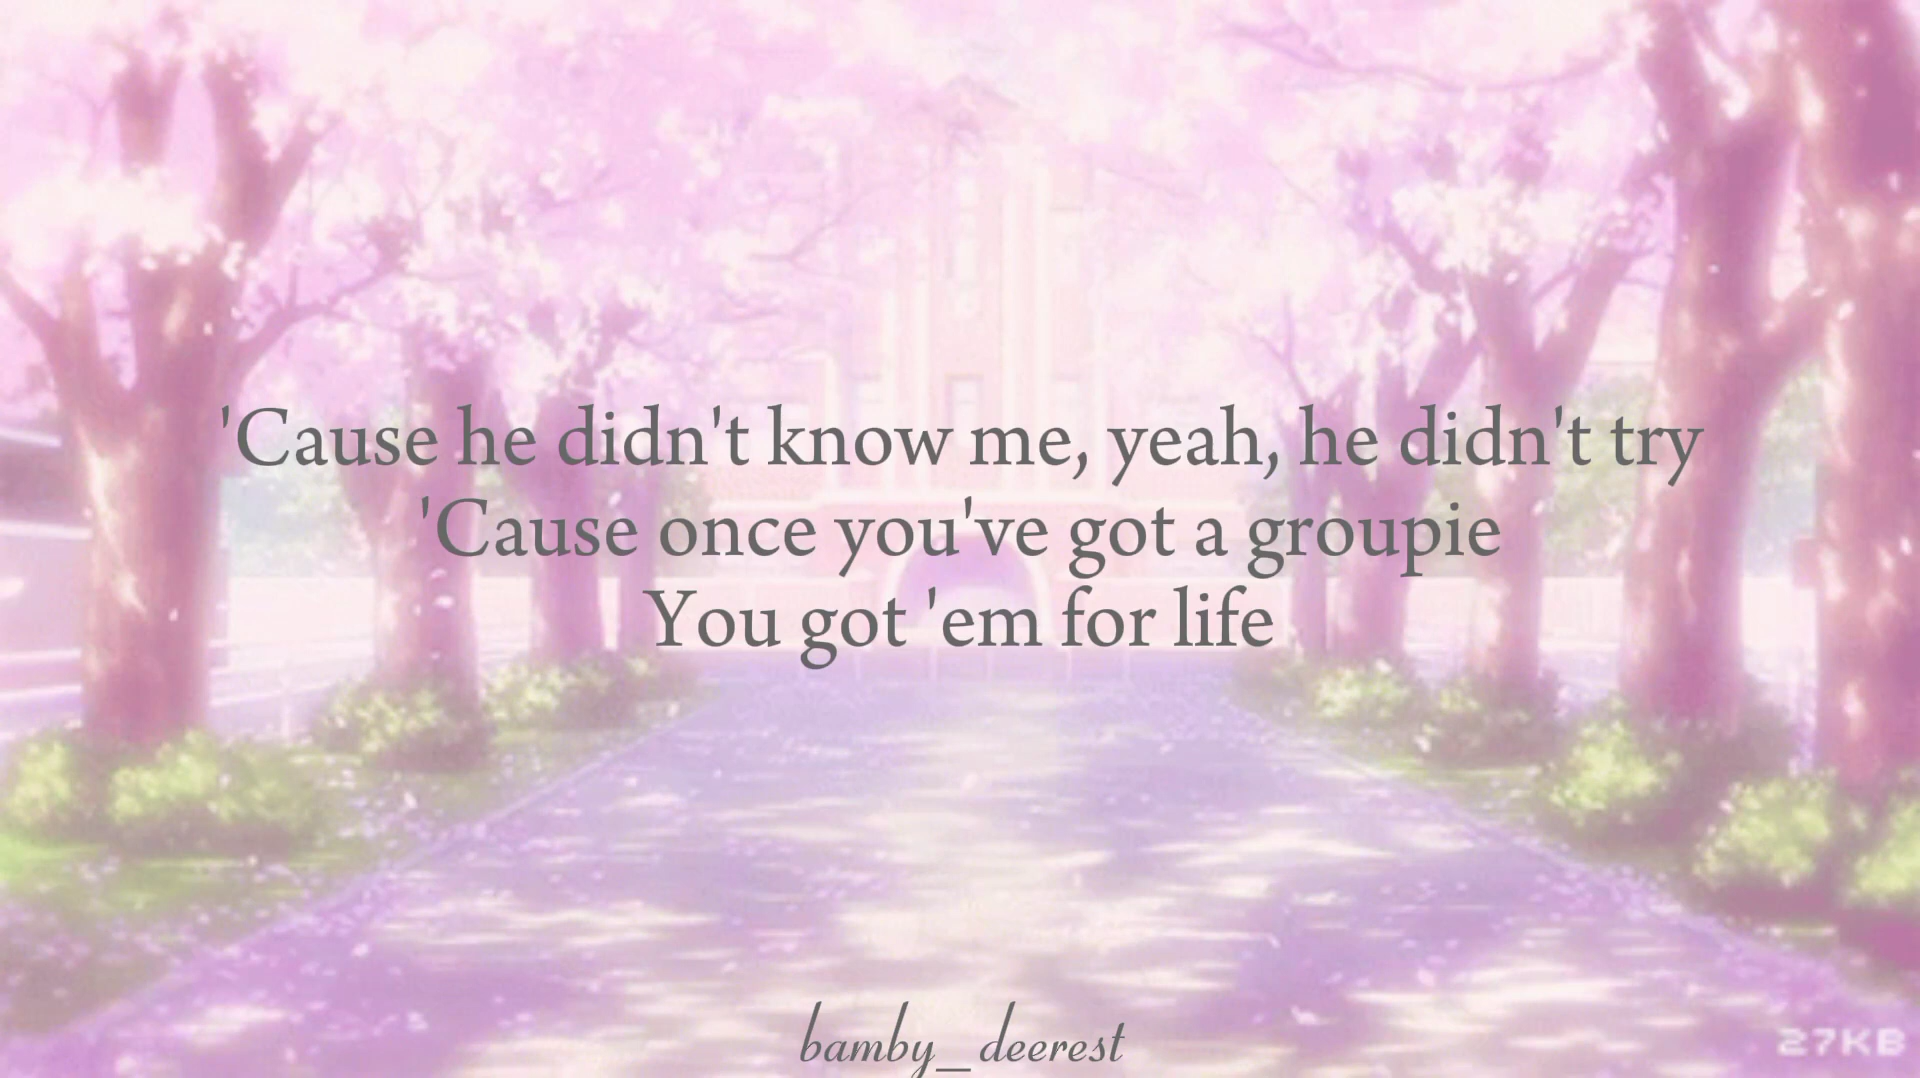 'Cause he didn't know me, yeah, he didn't try
'Cause once you've got a groupie
You got 'em for life
bamby_deerest
27KB